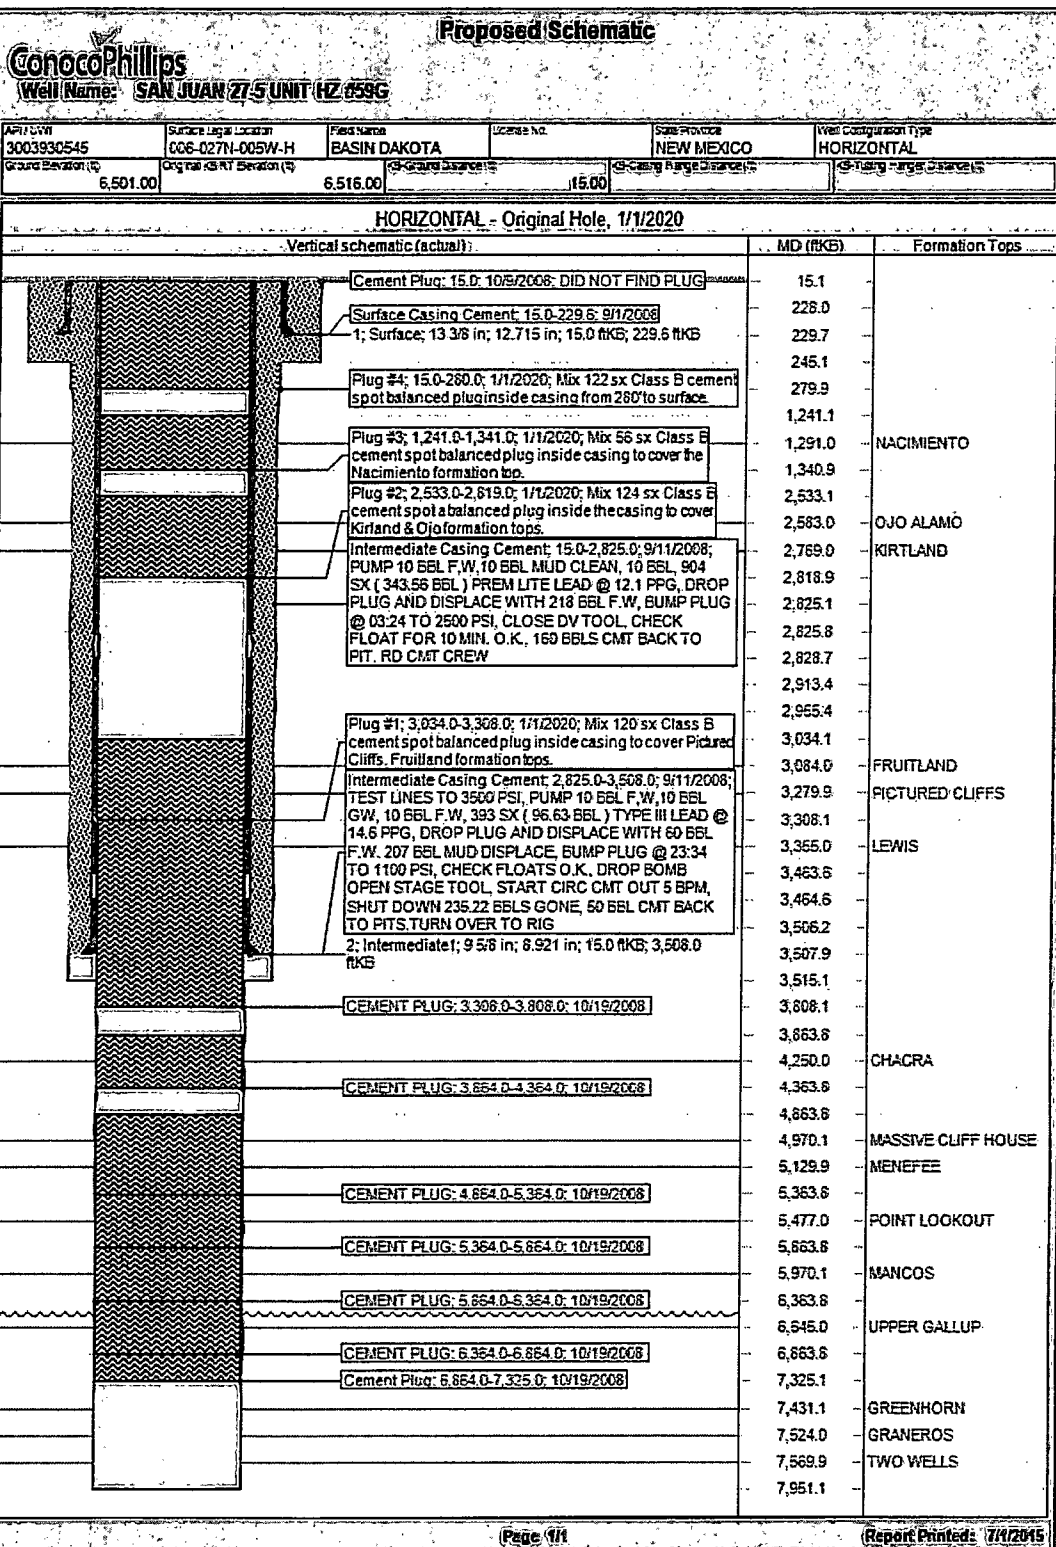 Proposed Schematic
ConocoPhillips
Well Name: SAN JUAN 27-5 UNIT HZ #59G
API / UWI
Surface Legal Location
Field Name
License No.
State/Province
Well Configuration Type
3003930545
006-027N-005W-H
BASIN DAKOTA
NEW MEXICO
HORIZONTAL
Ground Elevation (ft)
Original KB/RT Elevation (ft)
KB-Ground Distance (ft)
KB-Casing Flange Distance (ft)
KB-Tubing Hanger Distance (ft)
6,501.00
6,516.00
15.00
HORIZONTAL - Original Hole, 1/1/2020
Vertical schematic (actual)
MD (ftKB)
Formation Tops
Cement Plug; 15.0; 10/9/2008; DID NOT FIND PLUG
Surface Casing Cement; 15.0-229.6; 9/1/2008
1; Surface; 13 3/8 in; 12.715 in; 15.0 ftKB; 229.6 ftKB
Plug #4; 15.0-280.0; 1/1/2020; Mix 122 sx Class B cement
spot balanced plug inside casing from 280' to surface.
Plug #3; 1,241.0-1,341.0; 1/1/2020; Mix 56 sx Class B
cement spot balanced plug inside casing to cover the
Nacimiento formation top.
Plug #2; 2,533.0-2,819.0; 1/1/2020; Mix 124 sx Class B
cement spot a balanced plug inside the casing to cover
Kirland & Ojo formation tops.
Intermediate Casing Cement; 15.0-2,825.0; 9/11/2008;
PUMP 10 BBL F,W,10 BBL MUD CLEAN, 10 BBL, 904
SX ( 343.56 BBL ) PREM LITE LEAD @ 12.1 PPG, DROP
PLUG AND DISPLACE WITH 218 BBL F.W, BUMP PLUG
@ 03:24 TO 2500 PSI, CLOSE DV TOOL, CHECK
FLOAT FOR 10 MIN. O.K., 160 BBLS CMT BACK TO
PIT. RD CMT CREW
Plug #1; 3,034.0-3,308.0; 1/1/2020; Mix 120 sx Class B
cement spot balanced plug inside casing to cover Pictured
Cliffs, Fruitland formation tops.
Intermediate Casing Cement; 2,825.0-3,508.0; 9/11/2008;
TEST LINES TO 3500 PSI, PUMP 10 BBL F,W,10 BBL
GW, 10 BBL F.W, 393 SX ( 96.63 BBL ) TYPE III LEAD @
14.6 PPG, DROP PLUG AND DISPLACE WITH 60 BBL
F.W. 207 BBL MUD DISPLACE, BUMP PLUG @ 23:34
TO 1100 PSI, CHECK FLOATS O.K. DROP BOMB
OPEN STAGE TOOL, START CIRC CMT OUT 5 BPM,
SHUT DOWN 235.22 BBLS GONE, 50 BBL CMT BACK
TO PITS.TURN OVER TO RIG
2; Intermediate1; 9 5/8 in; 8.921 in; 15.0 ftKB; 3,508.0
ftKB
CEMENT PLUG; 3,308.0-3,808.0; 10/19/2008
CEMENT PLUG; 3,864.0-4,364.0; 10/19/2008
CEMENT PLUG; 4,864.0-5,364.0; 10/19/2008
CEMENT PLUG; 5,364.0-5,864.0; 10/19/2008
CEMENT PLUG; 5,864.0-6,364.0; 10/19/2008
CEMENT PLUG; 6,364.0-6,864.0; 10/19/2008
Cement Plug; 6,864.0-7,325.0; 10/19/2008
15.1
228.0
229.7
245.1
279.9
1,241.1
1,291.0 NACIMIENTO
1,340.9
2,533.1
2,583.0 OJO ALAMO
2,769.0 KIRTLAND
2,818.9
2,825.1
2,825.8
2,828.7
2,913.4
2,955.4
3,034.1
3,084.0 FRUITLAND
3,279.9 PICTURED CLIFFS
3,308.1
3,355.0 LEWIS
3,463.6
3,464.6
3,506.2
3,507.9
3,515.1
3,808.1
3,863.8
4,250.0 CHACRA
4,363.8
4,863.8
4,970.1 MASSIVE CLIFF HOUSE
5,129.9 MENEFEE
5,363.8
5,477.0 POINT LOOKOUT
5,863.8
5,970.1 MANCOS
6,363.8
6,645.0 UPPER GALLUP
6,863.8
7,325.1
7,431.1 GREENHORN
7,524.0 GRANEROS
7,569.9 TWO WELLS
7,951.1
Page 1/1
Report Printed: 7/1/2015